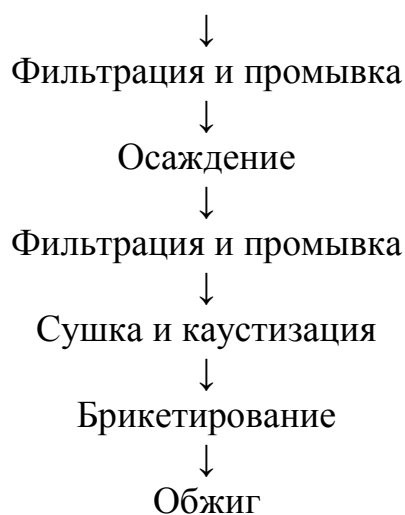 ↓
Фильтрация и промывка
↓
Осаждение
↓
Фильтрация и промывка
↓
Сушка и каустизация
↓
Брикетирование
↓
Обжиг